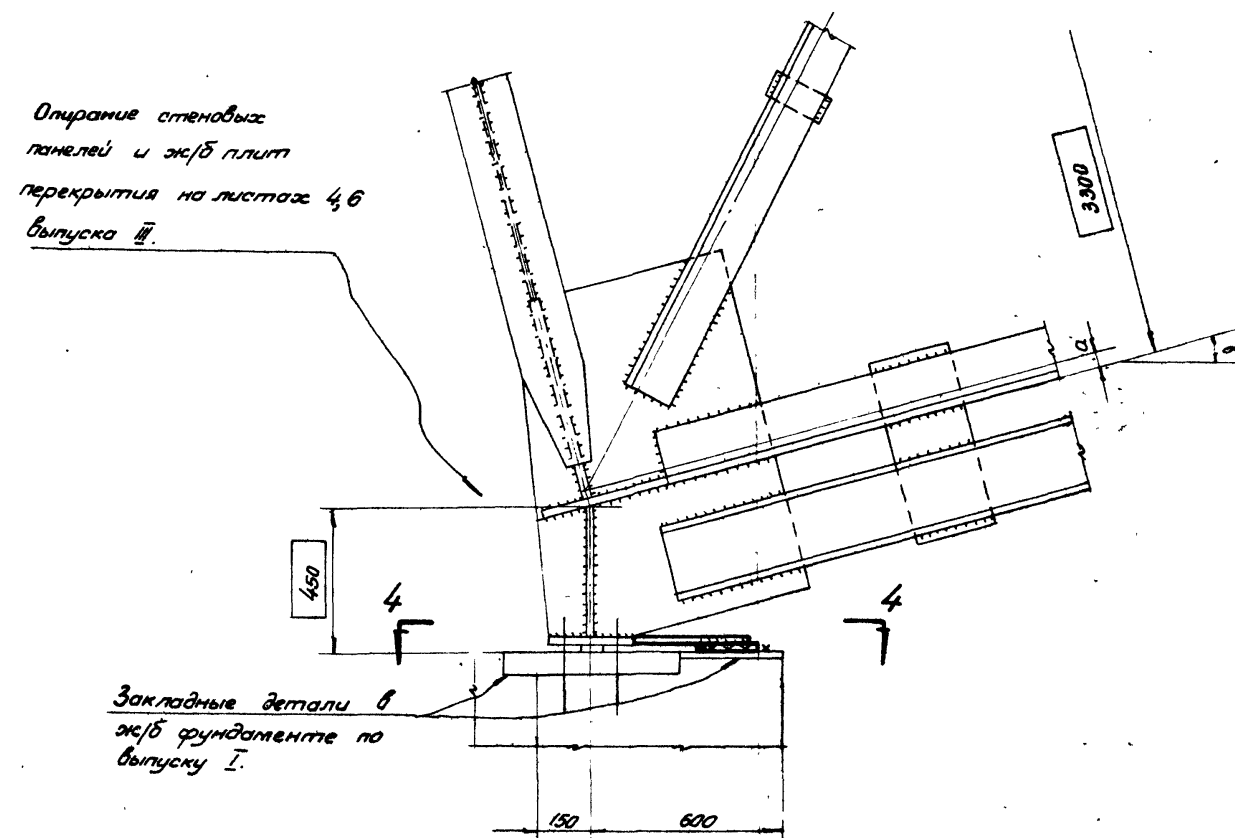 Опирание стеновых
панелей и ж/б плит
перекрытия на листах 4,6
выпуска III.
3300
а
450
4
4
Закладные детали в
ж/б фундаменте по
выпуску I.
150
600